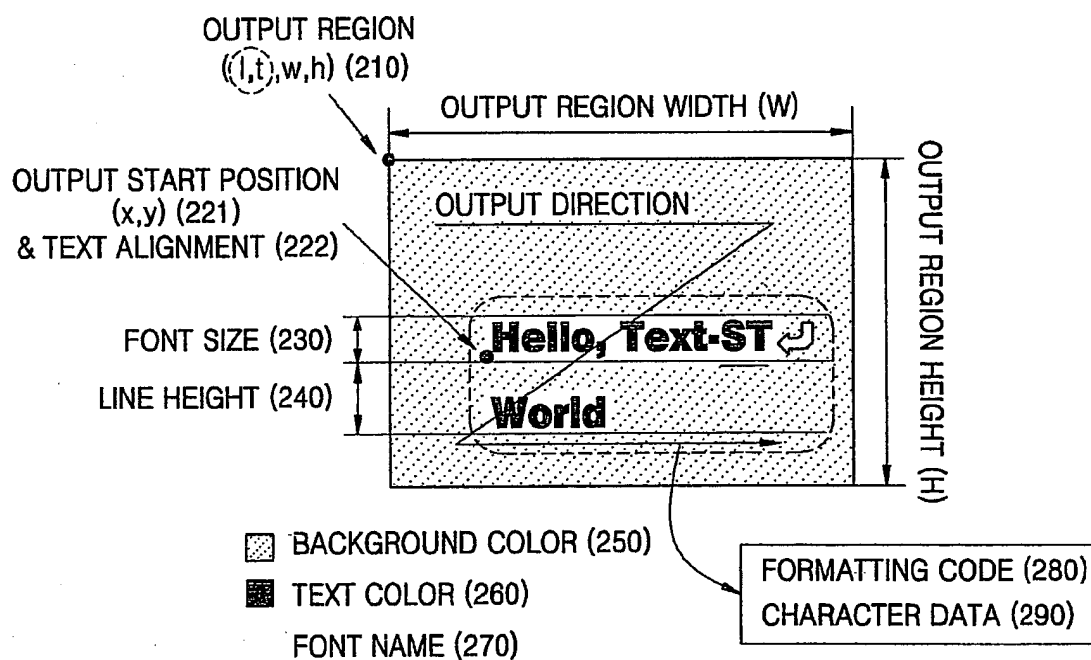 OUTPUT REGION
(l,t),w,h) (210)
OUTPUT REGION WIDTH (W)
OUTPUT START POSITION
(x,y) (221)
& TEXT ALIGNMENT (222)
OUTPUT DIRECTION
OUTPUT REGION HEIGHT (H)
FONT SIZE (230)
Hello, Text-ST
LINE HEIGHT (240)
World
BACKGROUND COLOR (250)
TEXT COLOR (260)
FONT NAME (270)
FORMATTING CODE (280)
CHARACTER DATA (290)